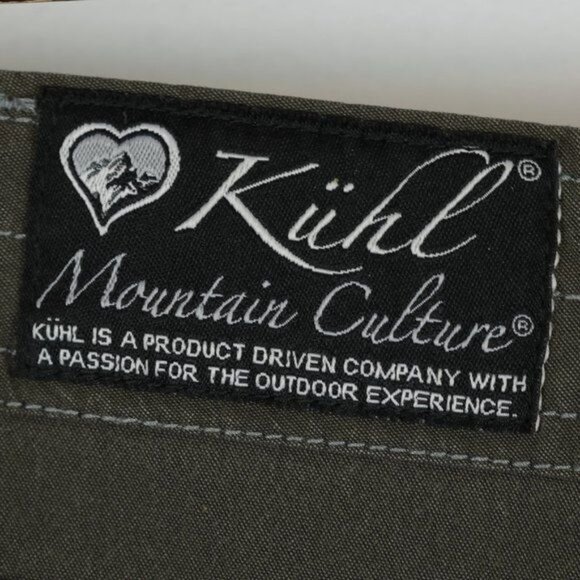 Kühl®
Mountain Culture®
KÜHL IS A PRODUCT DRIVEN COMPANY WITH
A PASSION FOR THE OUTDOOR EXPERIENCE.